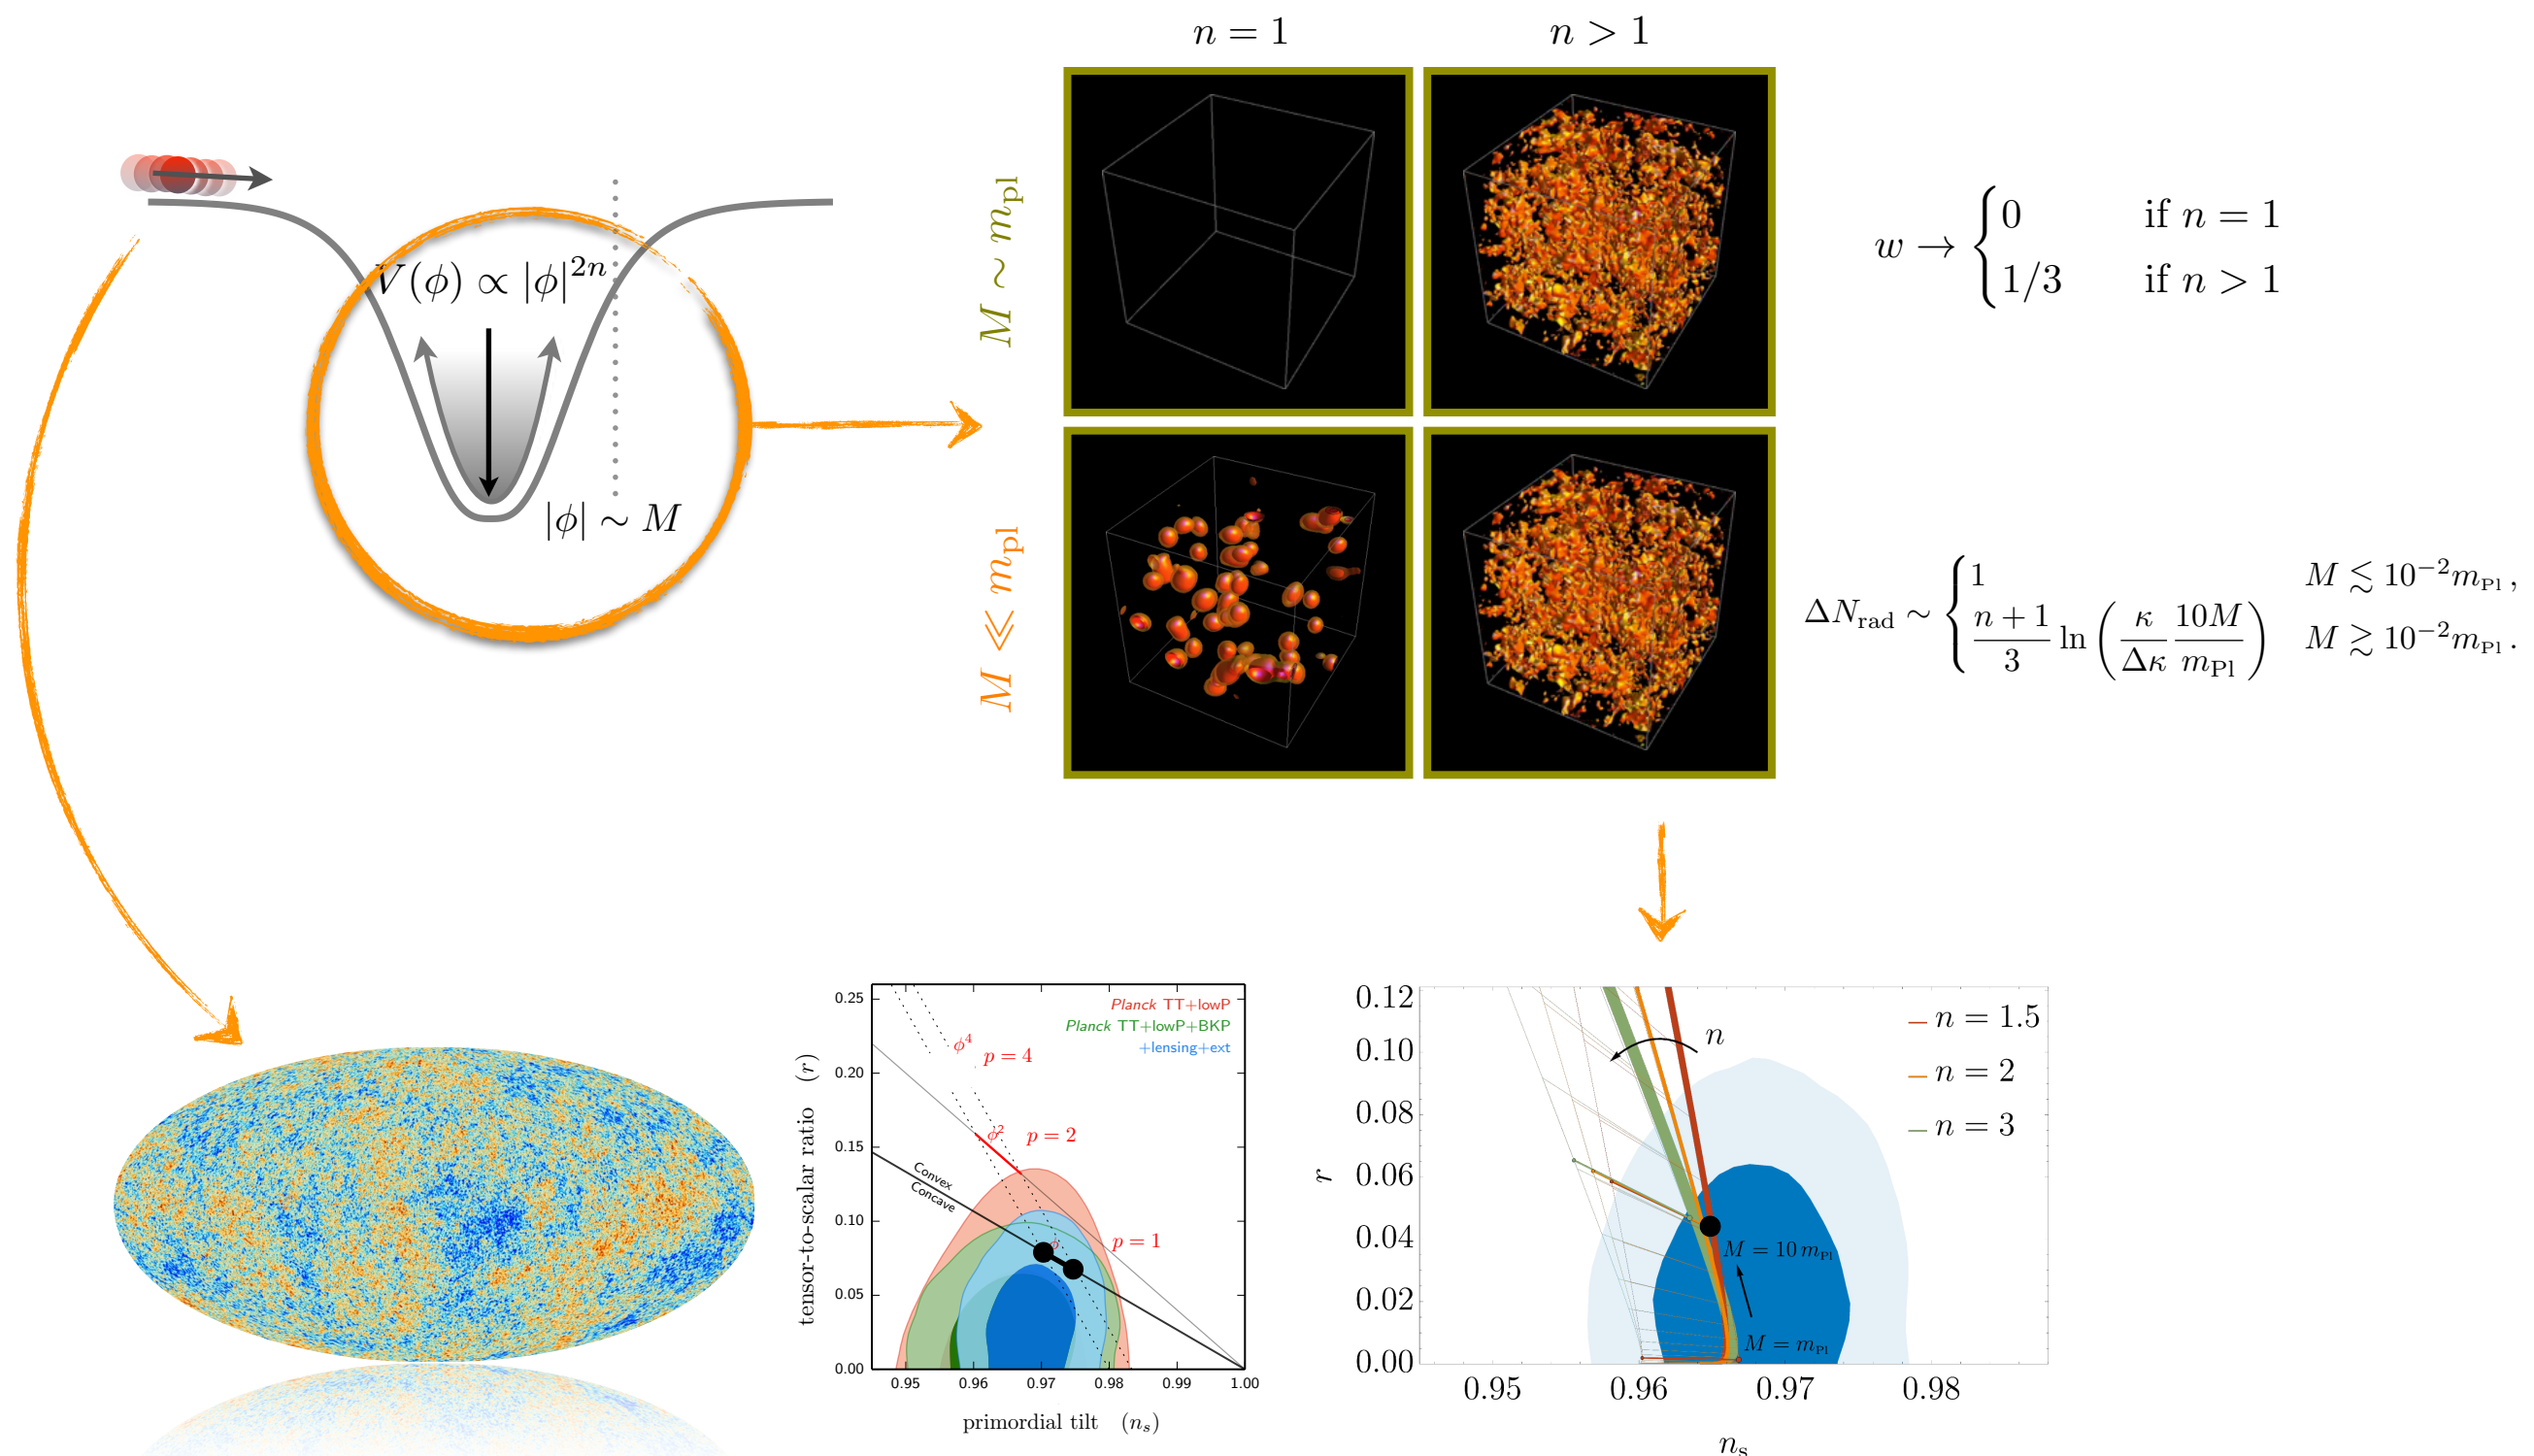 n = 1
n > 1
V(ϕ) ∝ |ϕ|^{2n}
|ϕ| ∼ M
M ∼ m_pl
M ≪ m_pl
w → { 0 if n = 1
1/3 if n > 1
ΔN_rad ∼ { 1 M ≲ 10^{-2} m_Pl ,
(n + 1)/3 ln ( κ/Δκ 10M/m_Pl ) M ≳ 10^{-2} m_Pl .
Planck TT+lowP
Planck TT+lowP+BKP
+lensing+ext
ϕ^4 p = 4
ϕ^2 p = 2
Convex
Concave
ϕ
p = 1
tensor-to-scalar ratio (r)
0.25
0.20
0.15
0.10
0.05
0.00
0.95 0.96 0.97 0.98 0.99 1.00
primordial tilt (n_s)
r
0.12
0.10
0.08
0.06
0.04
0.02
0.00
n
n = 1.5
n = 2
n = 3
M = 10 m_Pl
M = m_Pl
0.95 0.96 0.97 0.98
n_s